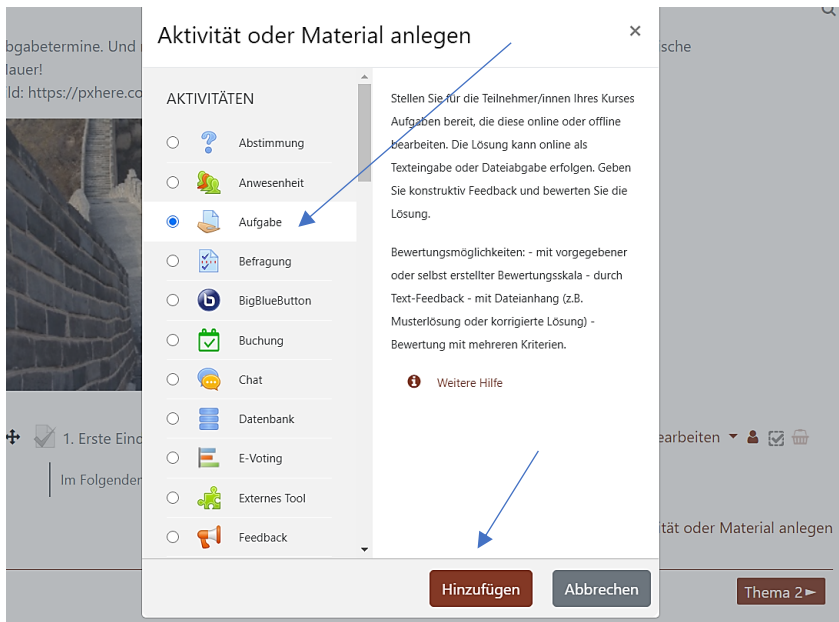 Aktivität oder Material anlegen
×
bgabetermine. Und
sche
lauer!
ld: https://pxhere.co
AKTIVITÄTEN
Abstimmung
Anwesenheit
Aufgabe
Befragung
BigBlueButton
Buchung
Chat
Datenbank
E-Voting
Externes Tool
Feedback
Stellen Sie für die Teilnehmer/innen Ihres Kurses
Aufgaben bereit, die diese online oder offline
bearbeiten. Die Lösung kann online als
Texteingabe oder Dateiabgabe erfolgen. Geben
Sie konstruktiv Feedback und bewerten Sie die
Lösung.
Bewertungsmöglichkeiten: - mit vorgegebener
oder selbst erstellter Bewertungsskala - durch
Text-Feedback - mit Dateianhang (z.B.
Musterlösung oder korrigierte Lösung) -
Bewertung mit mehreren Kriterien.
Weitere Hilfe
1. Erste Eind
earbeiten
Im Folgender
tät oder Material anlegen
Hinzufügen
Abbrechen
Thema 2►